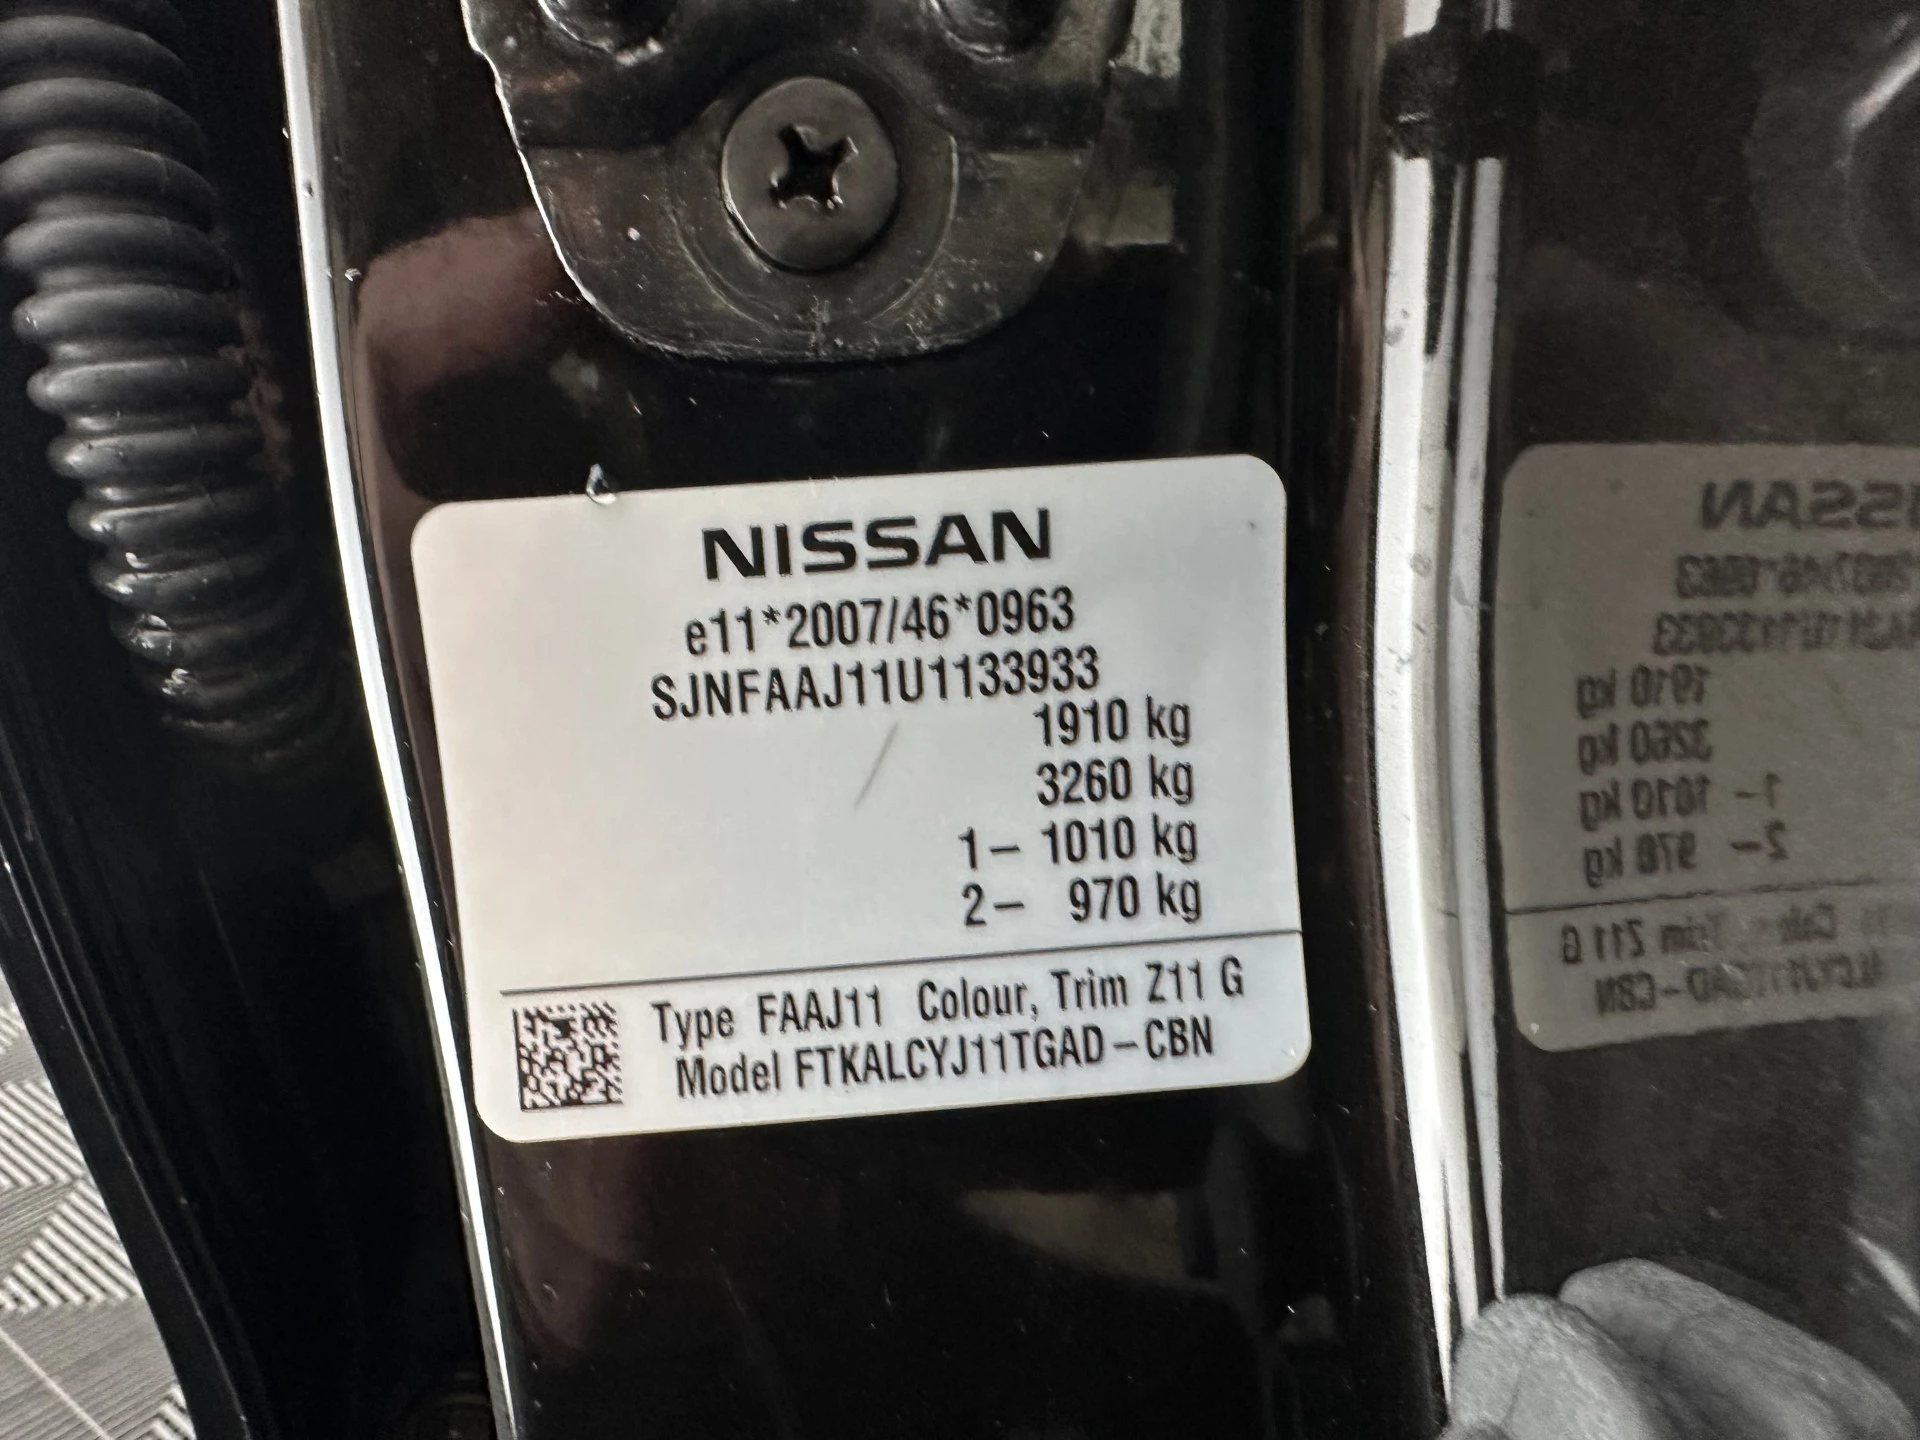 NISSAN
e11*2007/46*0963
SJNFAAJ11U1133933
1910 kg
3260 kg
1– 1010 kg
2– 970 kg
Type FAAJ11 Colour, Trim Z11 G
Model FTKALCYJ11TGAD–CBN